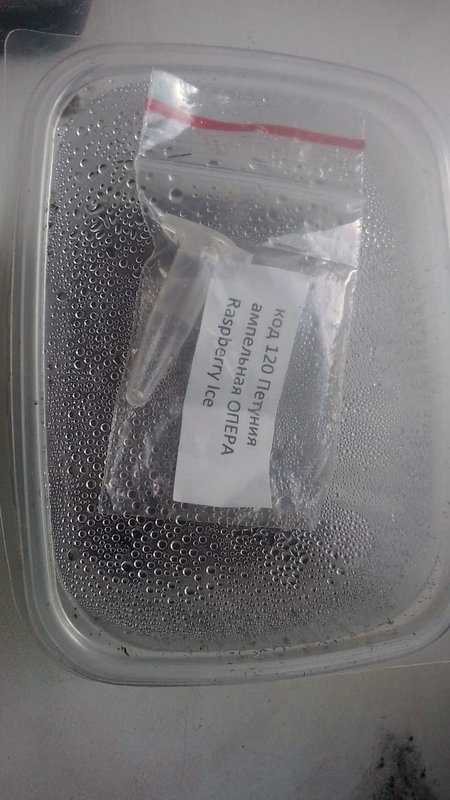 код 120 Петуния
ампельная ОПЕРА
Raspberry Ice